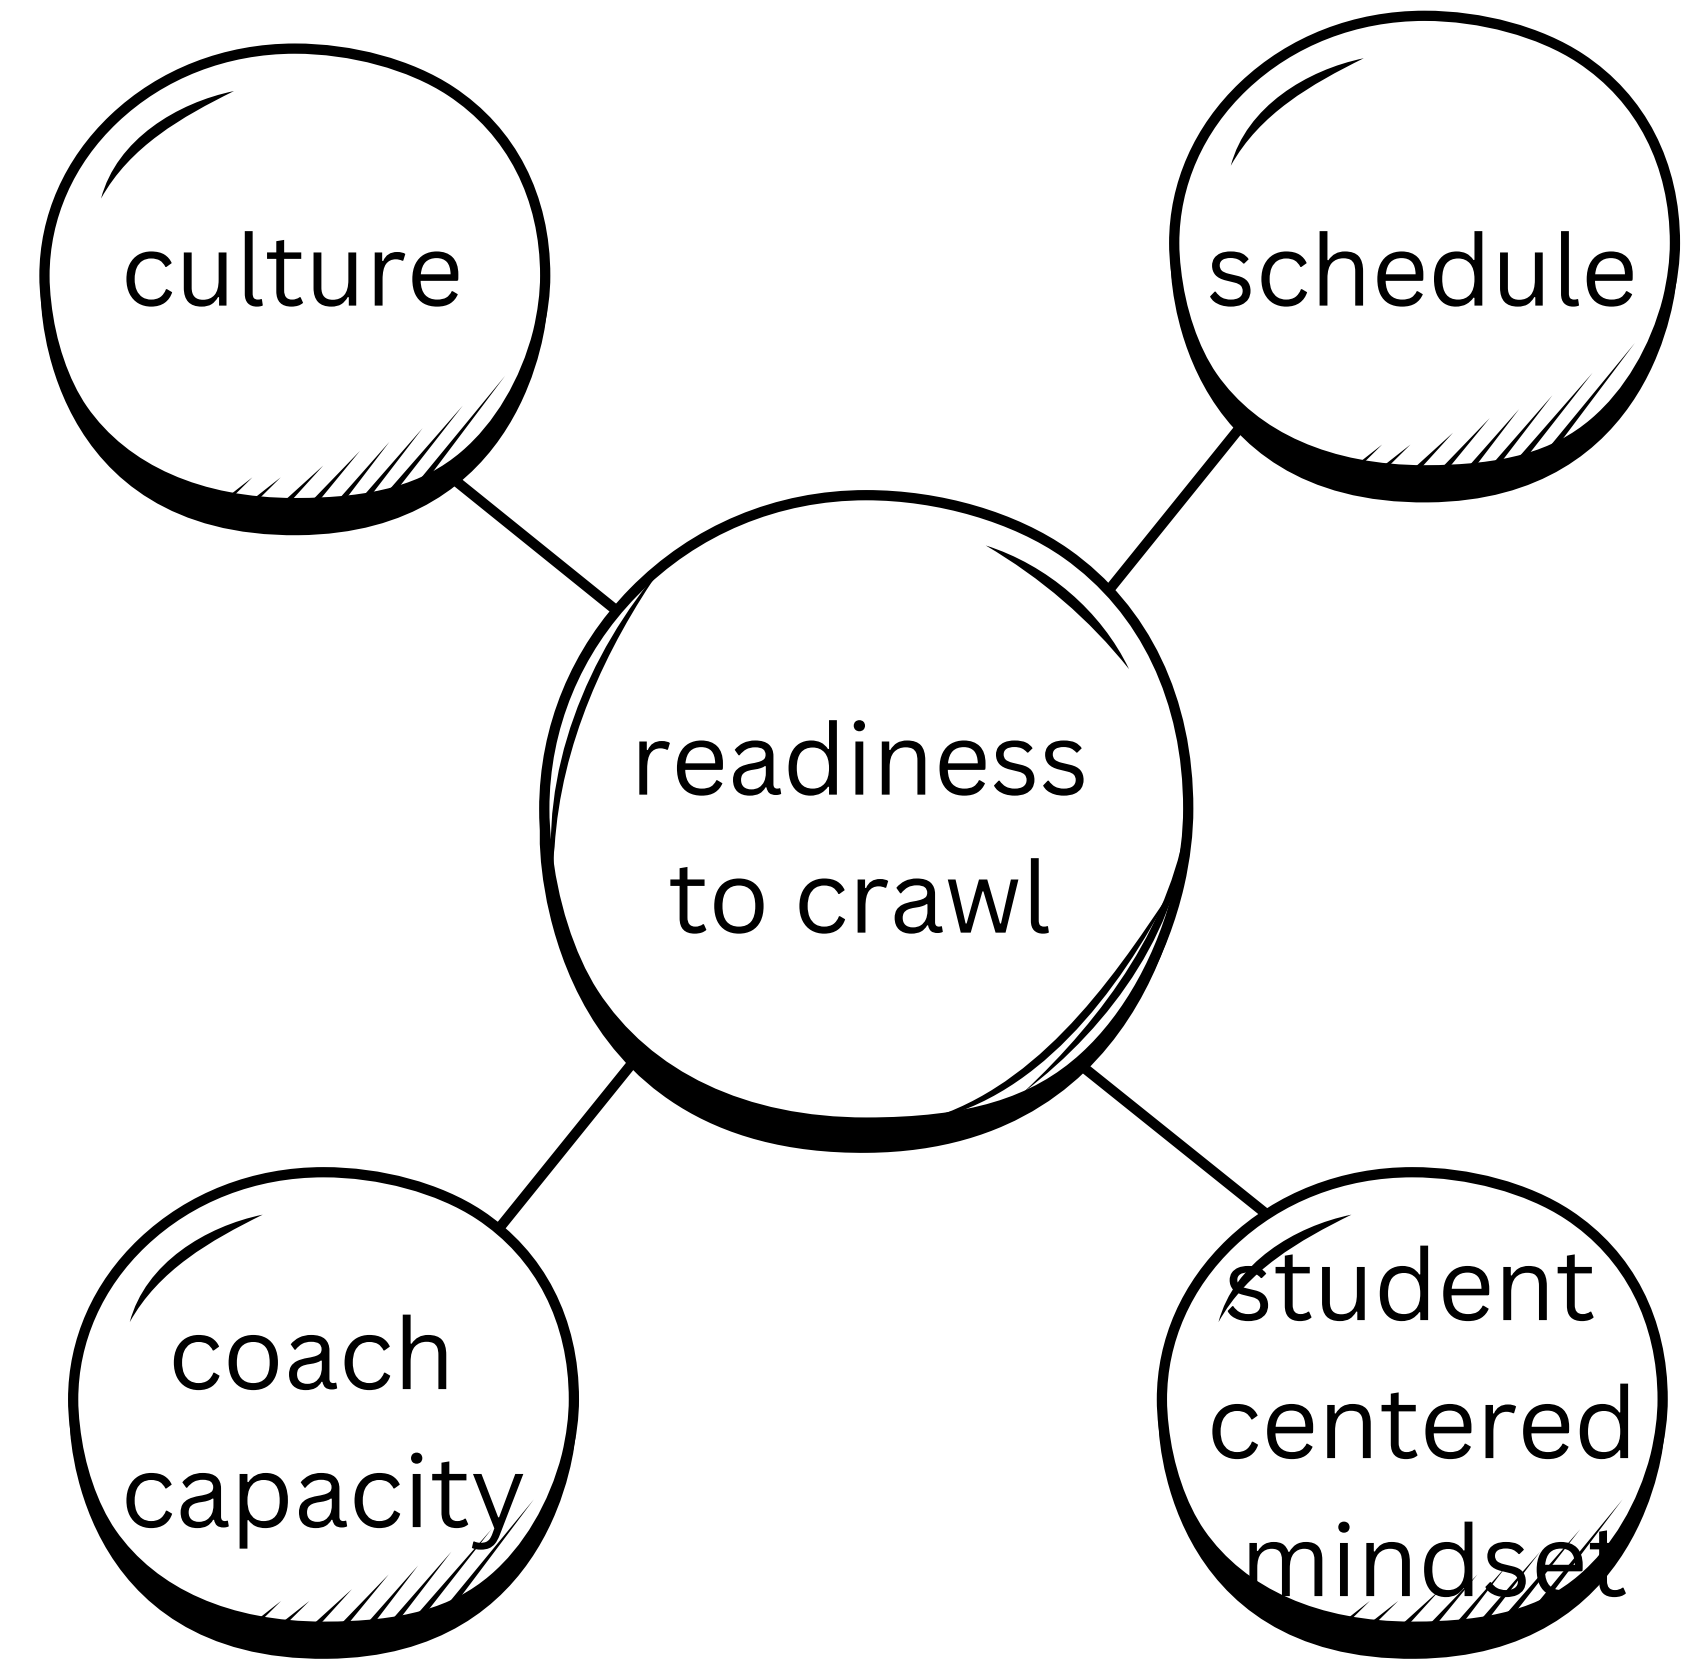 culture
schedule
readiness
to crawl
coach
capacity
student
centered
mindset